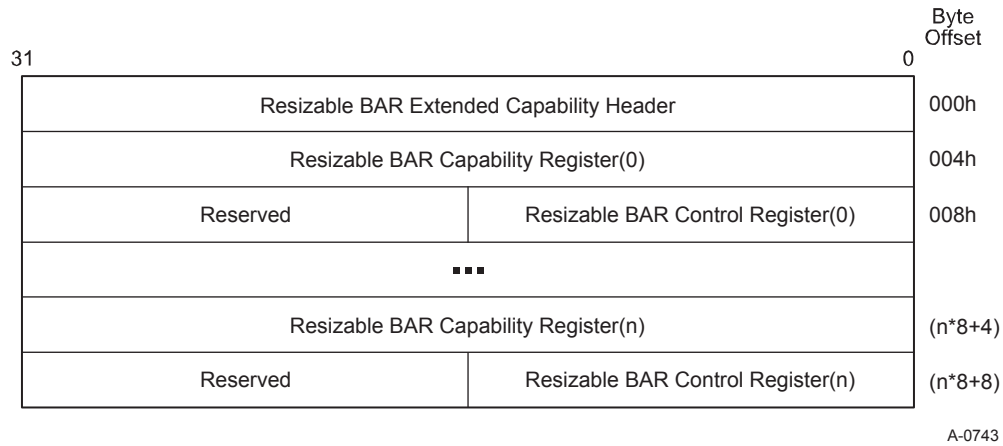 Byte
Offset
31 0
Resizable BAR Extended Capability Header 000h
Resizable BAR Capability Register(0) 004h
Reserved Resizable BAR Control Register(0) 008h
Resizable BAR Capability Register(n) (n*8+4)
Reserved Resizable BAR Control Register(n) (n*8+8)
A-0743